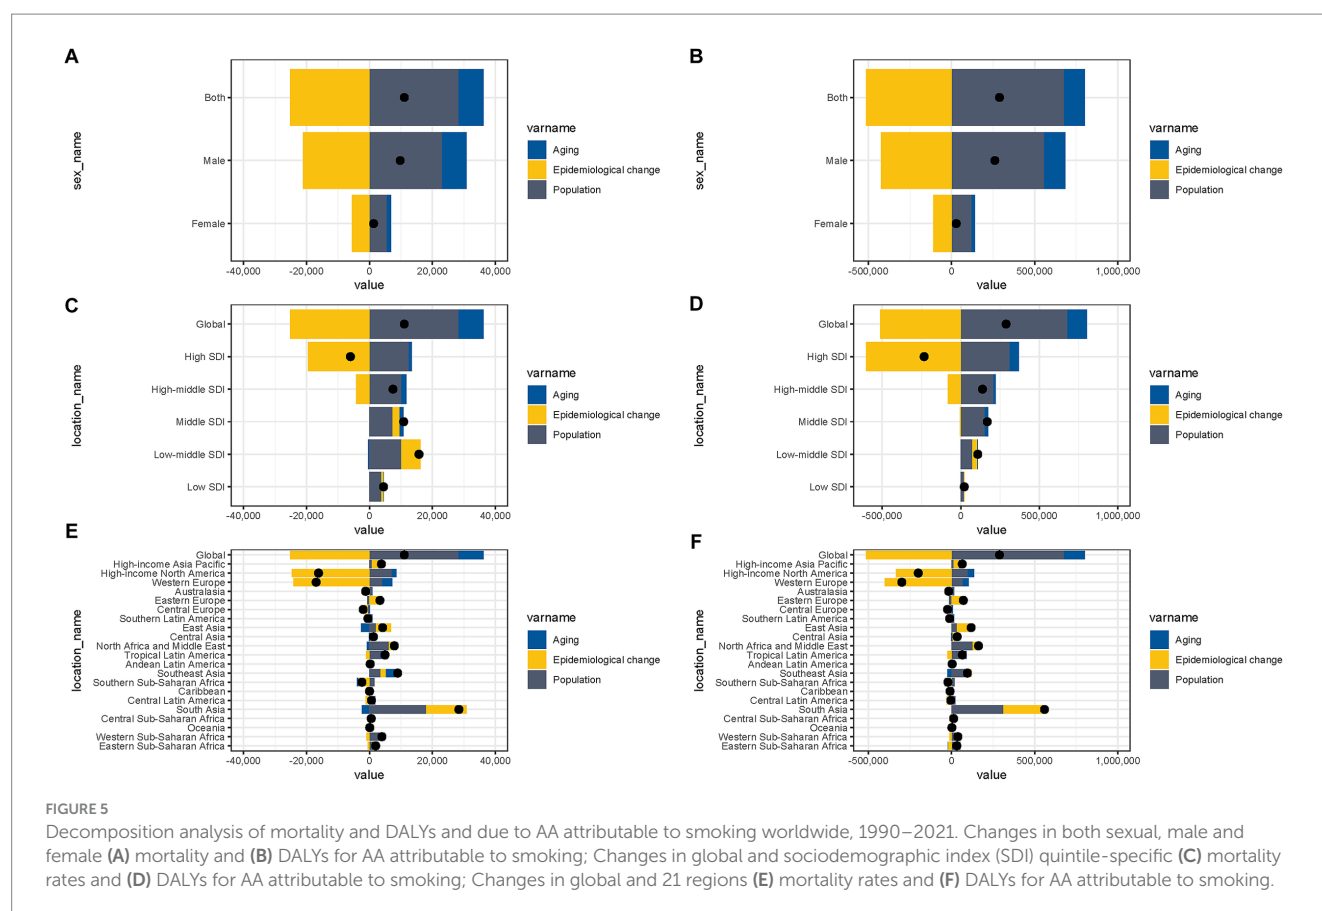 A
Both
Male
Female
sex_name
-40,000 -20,000 0 20,000 40,000
value
varname
Aging
Epidemiological change
Population
B
Both
Male
Female
sex_name
-500,000 0 500,000 1,000,000
value
varname
Aging
Epidemiological change
Population
C
Global
High SDI
High-middle SDI
Middle SDI
Low-middle SDI
Low SDI
location_name
-40,000 -20,000 0 20,000 40,000
value
varname
Aging
Epidemiological change
Population
D
Global
High SDI
High-middle SDI
Middle SDI
Low-middle SDI
Low SDI
location_name
-500,000 0 500,000 1,000,000
value
varname
Aging
Epidemiological change
Population
E
Global
High-income Asia Pacific
High-income North America
Western Europe
Australasia
Eastern Europe
Central Europe
Southern Latin America
East Asia
Central Asia
North Africa and Middle East
Tropical Latin America
Andean Latin America
Southeast Asia
Southern Sub-Saharan Africa
Caribbean
Central Latin America
South Asia
Central Sub-Saharan Africa
Oceania
Western Sub-Saharan Africa
Eastern Sub-Saharan Africa
location_name
-40,000 -20,000 0 20,000 40,000
value
varname
Aging
Epidemiological change
Population
F
Global
High-income Asia Pacific
High-income North America
Western Europe
Australasia
Eastern Europe
Central Europe
Southern Latin America
East Asia
Central Asia
North Africa and Middle East
Tropical Latin America
Andean Latin America
Southeast Asia
Southern Sub-Saharan Africa
Caribbean
Central Latin America
South Asia
Central Sub-Saharan Africa
Oceania
Western Sub-Saharan Africa
Eastern Sub-Saharan Africa
location_name
-500,000 0 500,000 1,000,000
value
varname
Aging
Epidemiological change
Population
FIGURE 5
Decomposition analysis of mortality and DALYs and due to AA attributable to smoking worldwide, 1990–2021. Changes in both sexual, male and
female (A) mortality and (B) DALYs for AA attributable to smoking; Changes in global and sociodemographic index (SDI) quintile-specific (C) mortality
rates and (D) DALYs for AA attributable to smoking; Changes in global and 21 regions (E) mortality rates and (F) DALYs for AA attributable to smoking.